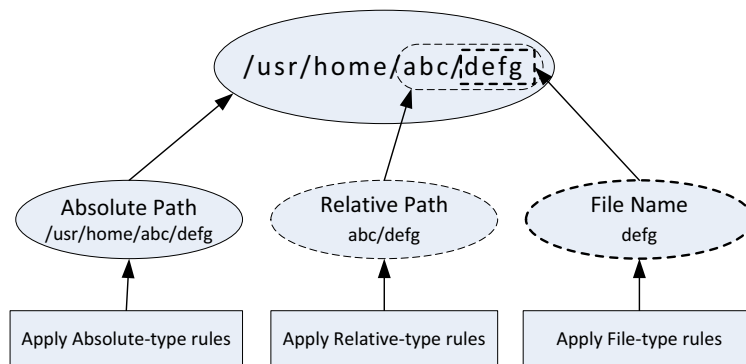 /usr/home/abc/defg
Absolute Path
/usr/home/abc/defg
Relative Path
abc/defg
File Name
defg
Apply Absolute-type rules
Apply Relative-type rules
Apply File-type rules